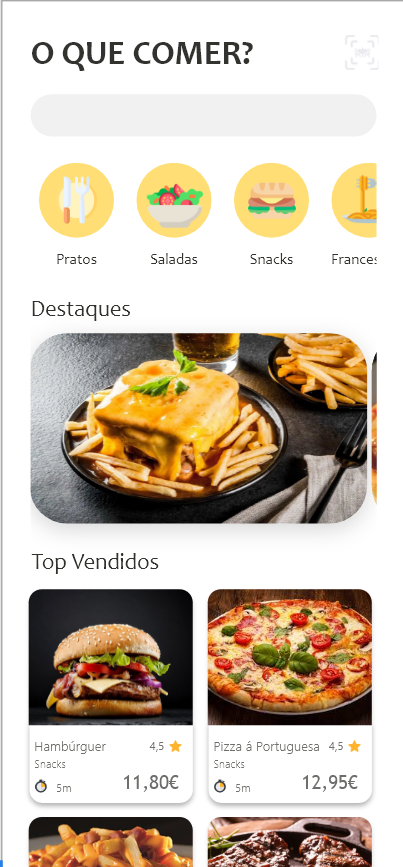 O QUE COMER?
Pratos
Saladas
Snacks
Frances
Destaques
Top Vendidos
Hambúrguer 4,5
Snacks
5m 11,80€
Pizza á Portuguesa 4,5
Snacks
5m 12,95€